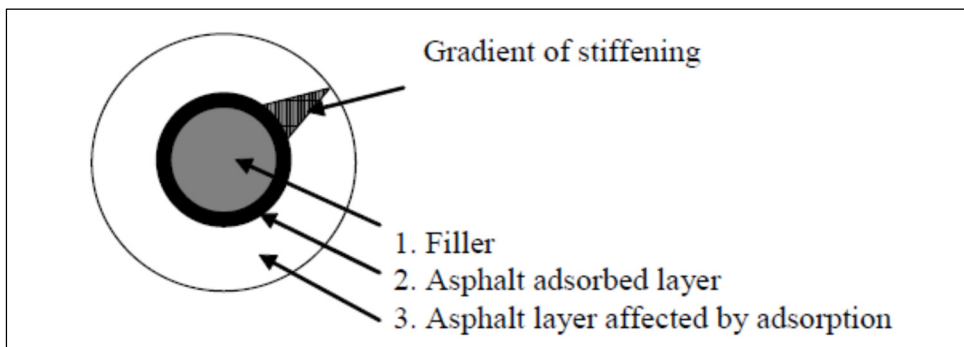 Gradient of stiffening
1. Filler
2. Asphalt adsorbed layer
3. Asphalt layer affected by adsorption